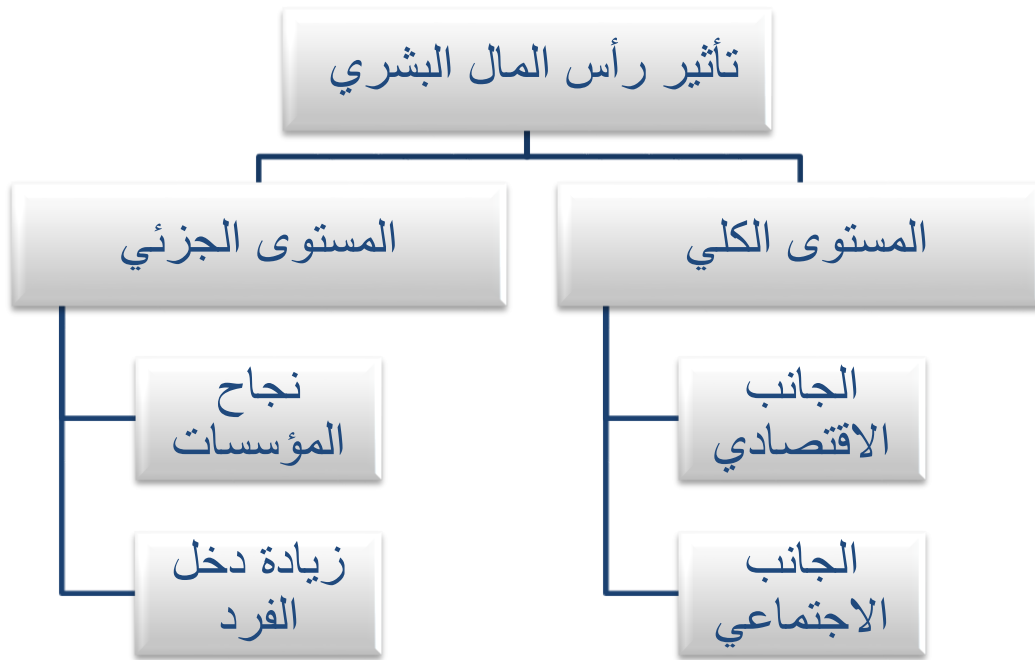 تأثير رأس المال البشري
المستوى الكلي
الجانب
الاقتصادي
الجانب
الاجتماعي
المستوى الجزئي
نجاح
المؤسسات
زيادة دخل
الفرد